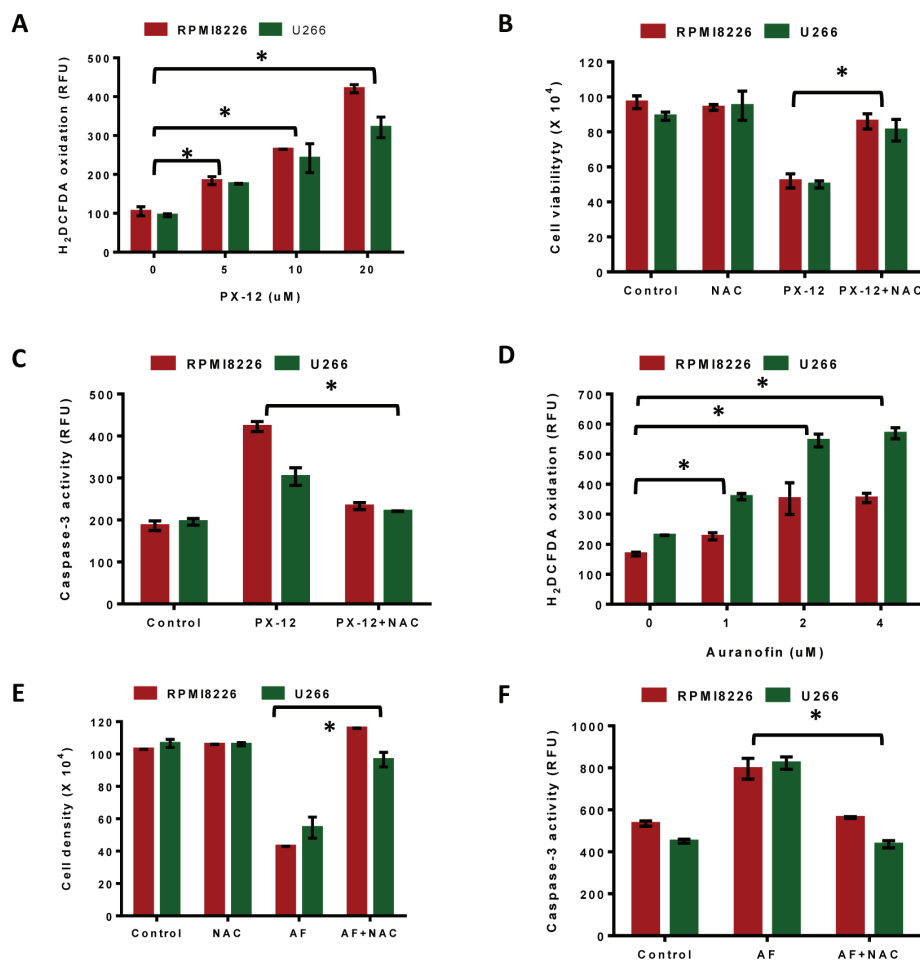 A
RPMI8226 U266
H2DCFDA oxidation (RFU)
500
400
300
200
100
0
*
*
*
0 5 10 20
PX-12 (uM)
B
RPMI8226 U266
Cell viabilityty (X 10^4)
120
100
80
60
40
20
0
*
Control NAC PX-12 PX-12+NAC
C
RPMI8226 U266
Caspase-3 activity (RFU)
500
400
300
200
100
0
*
Control PX-12 PX-12+NAC
D
RPMI8226 U266
H2DCFDA oxidation (RFU)
700
600
500
400
300
200
100
0
*
*
*
0 1 2 4
Auranofin (uM)
E
RPMI8226 U266
Cell density (X 10^4)
120
100
80
60
40
20
0
*
Control NAC AF AF+NAC
F
RPMI8226 U266
Caspase-3 activity (RFU)
1000
800
600
400
200
0
*
Control AF AF+NAC